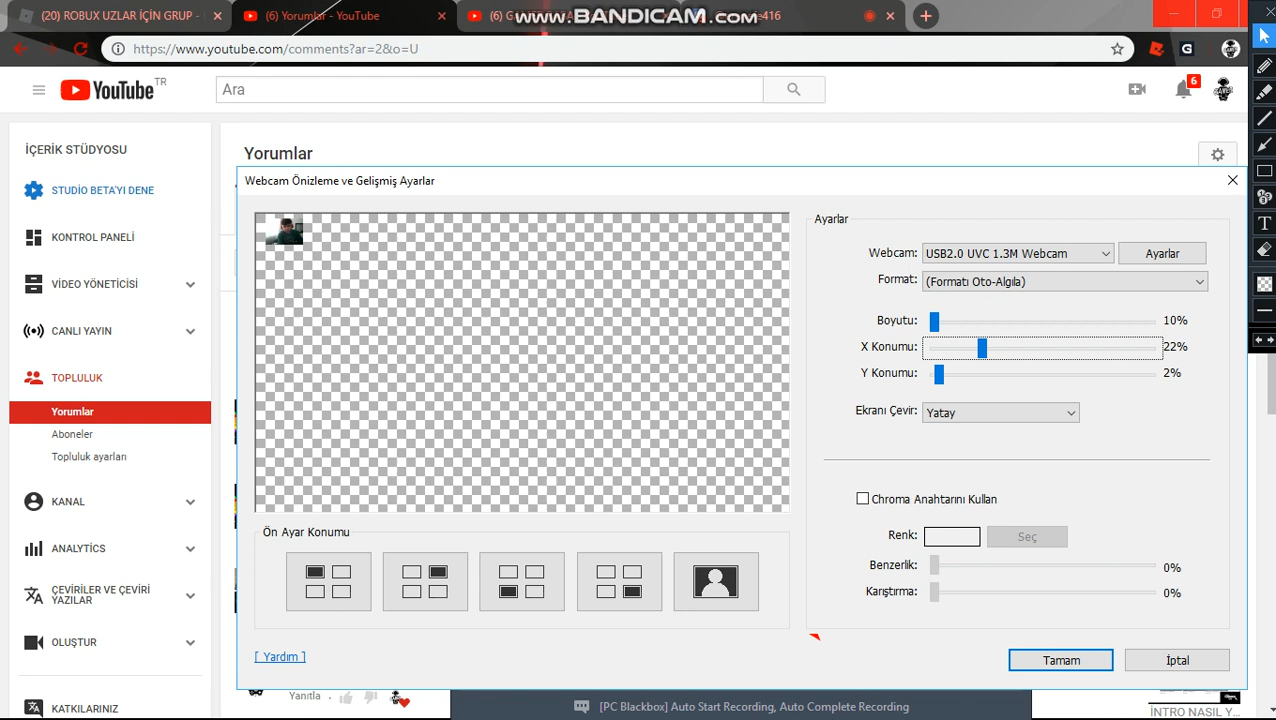 (20) ROBUX UZLAR İÇİN GRUP -
(6) Yorumlar - YouTube
(6) G
www.BANDICAM.com
416
https://www.youtube.com/comments?ar=2&o=U
G
YouTube TR
Ara
6
İÇERİK STÜDYOSU
STUDİO BETA'YI DENE
KONTROL PANELİ
VİDEO YÖNETİCİSİ
CANLI YAYIN
TOPLULUK
Yorumlar
Aboneler
Topluluk ayarları
KANAL
ANALYTİCS
ÇEVİRİLER VE ÇEVİRİ
YAZILAR
OLUŞTUR
KATKILARINIZ
Yorumlar
Webcam Önizleme ve Gelişmiş Ayarlar
Ayarlar
Webcam: USB2.0 UVC 1.3M Webcam Ayarlar
Format: (Formatı Oto-Algıla)
Boyutu: 10%
X Konumu: 22%
Y Konumu: 2%
Ekranı Çevir: Yatay
Chroma Anahtarını Kullan
Renk: Seç
Benzerlik: 0%
Karıştırma: 0%
Ön Ayar Konumu
[ Yardım ]
Tamam
İptal
Yanıtla
[PC Blackbox] Auto Start Recording, Auto Complete Recording
İNTRO NASIL Y...
T